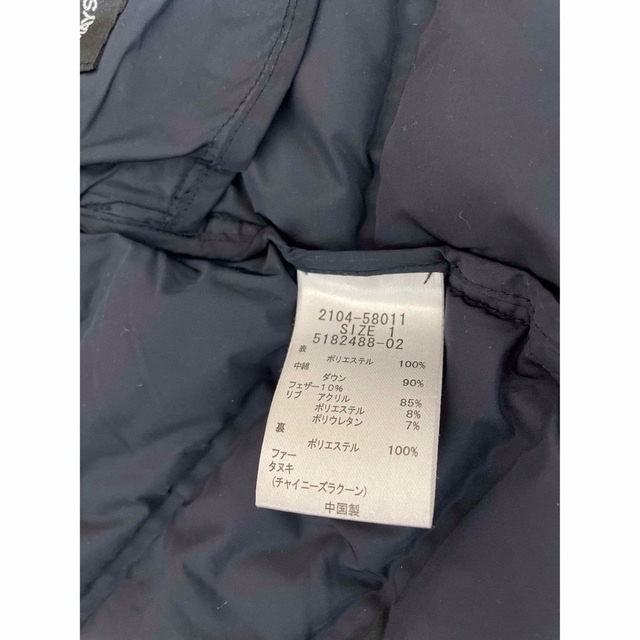 2104-58011
SIZE 1
5182488-02
表 ポリエステル 100%
中綿 ダウン 90%
フェザー10%
リブ アクリル 85%
ポリエステル 8%
ポリウレタン 7%
裏 ポリエステル 100%
ファー
タヌキ
(チャイニーズラクーン)
中国製